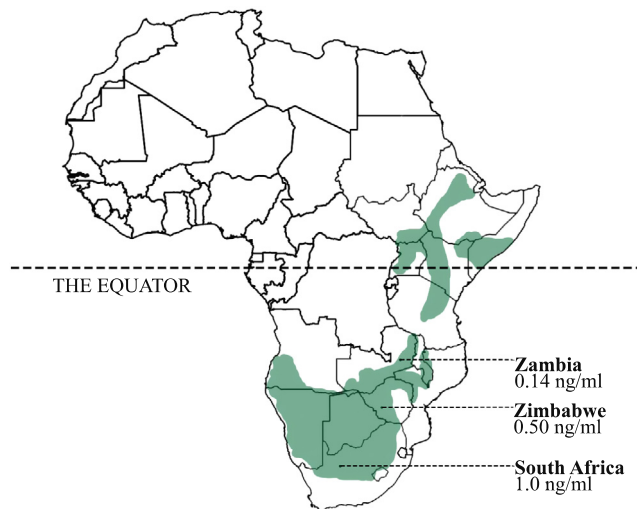 THE EQUATOR
Zambia
0.14 ng/ml
Zimbabwe
0.50 ng/ml
South Africa
1.0 ng/ml